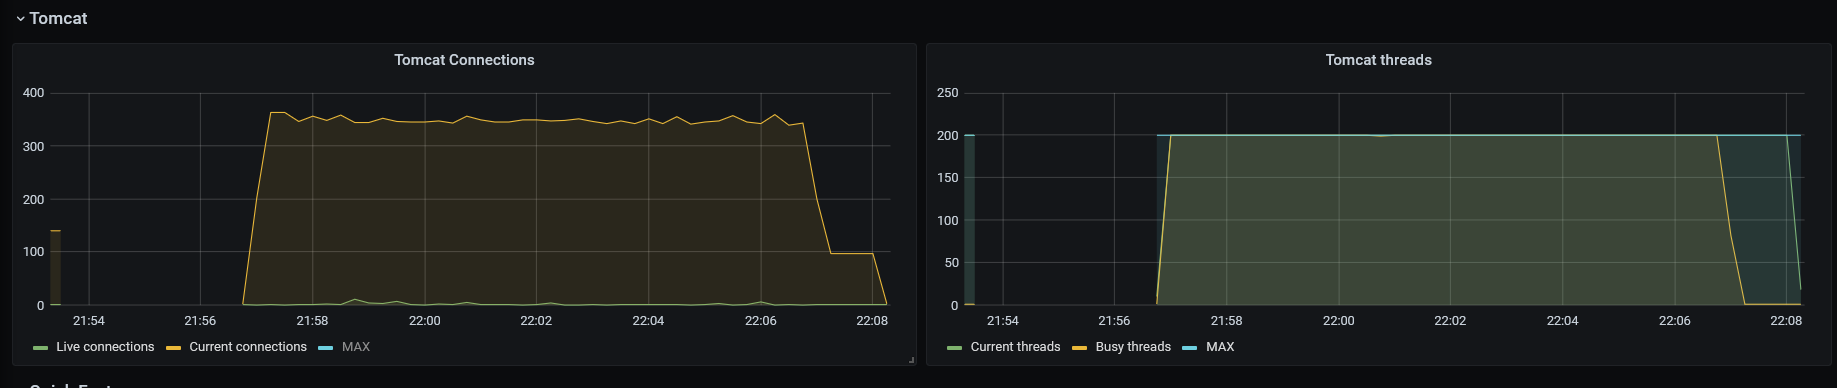 Tomcat
Tomcat Connections
400
300
200
100
0
21:54 21:56 21:58 22:00 22:02 22:04 22:06 22:08
Live connections Current connections MAX
Tomcat threads
250
200
150
100
50
0
21:54 21:56 21:58 22:00 22:02 22:04 22:06 22:08
Current threads Busy threads MAX